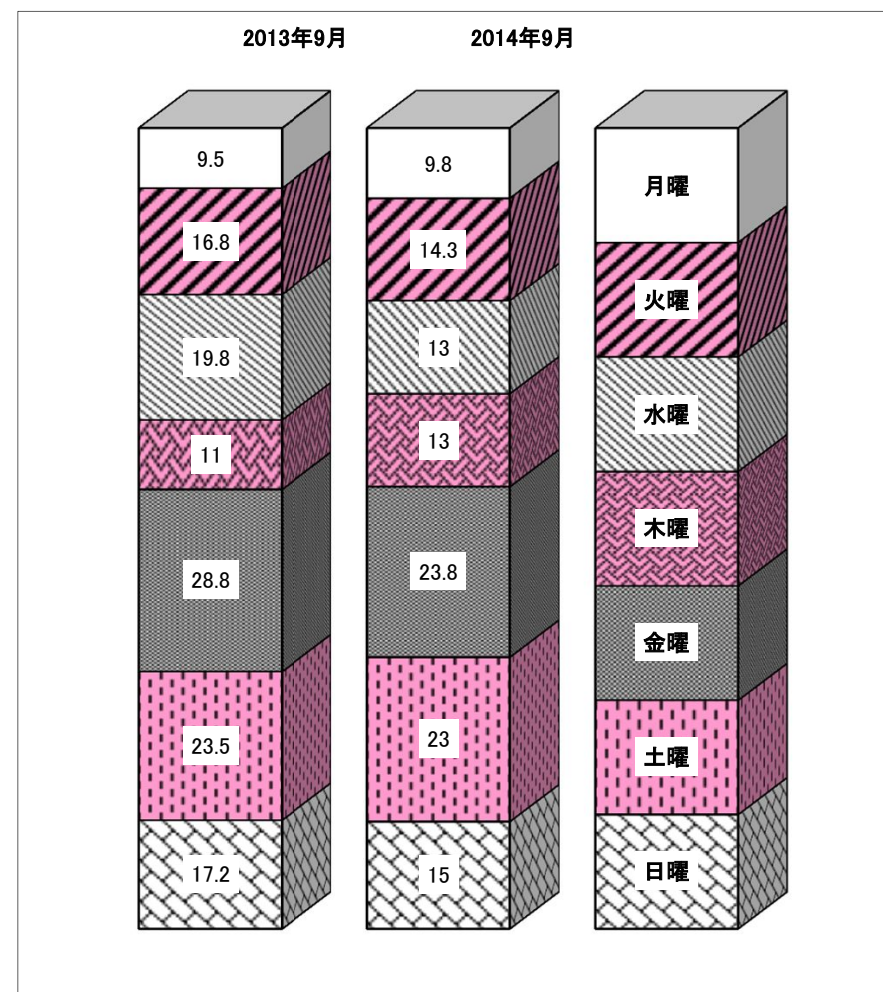 2013年9月 2014年9月
9.5 9.8 月曜
16.8 14.3 火曜
19.8 13 水曜
11 13 木曜
28.8 23.8 金曜
23.5 23 土曜
17.2 15 日曜